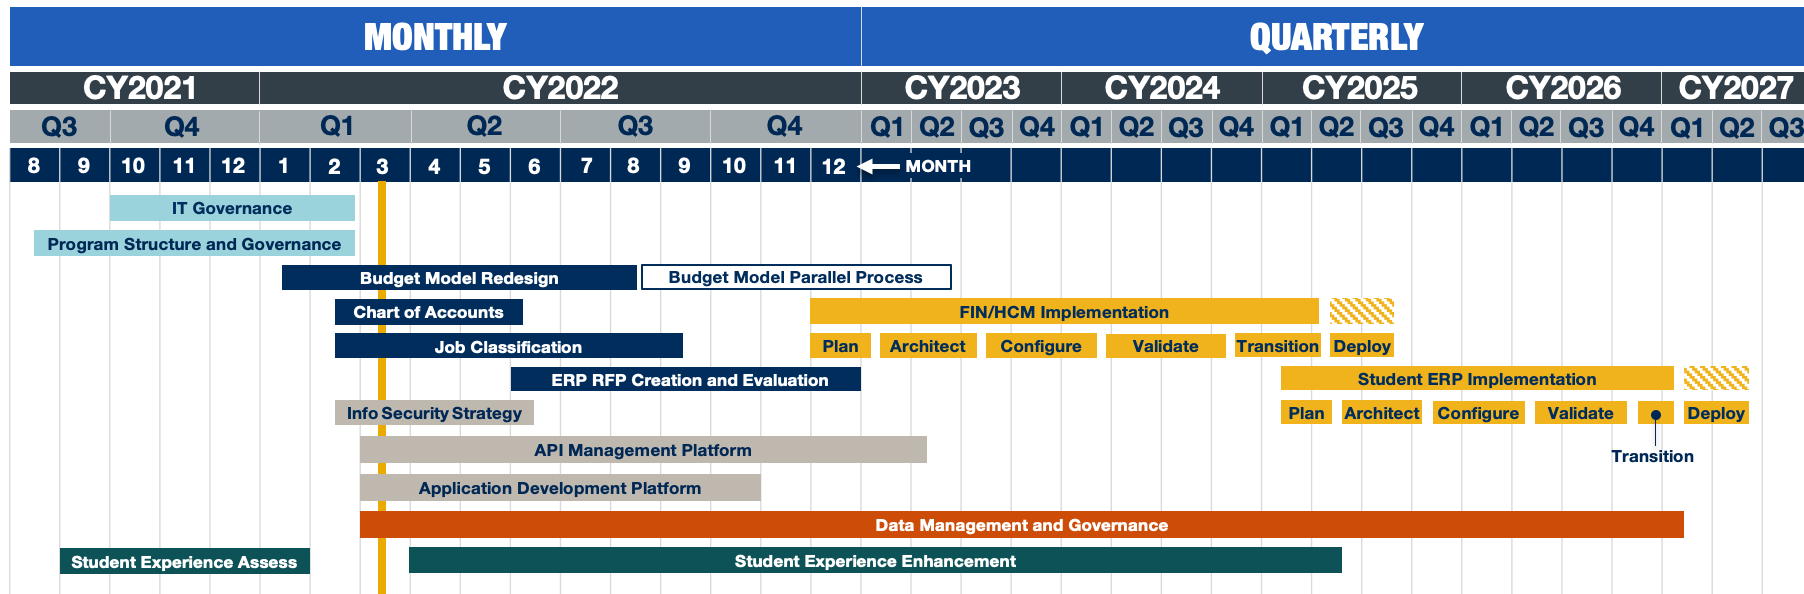 MONTHLY QUARTERLY
CY2021 CY2022 CY2023 CY2024 CY2025 CY2026 CY2027
Q3 Q4 Q1 Q2 Q3 Q4 Q1 Q2 Q3 Q4 Q1 Q2 Q3 Q4 Q1 Q2 Q3 Q4 Q1 Q2 Q3 Q4 Q1 Q2 Q3
8 9 10 11 12 1 2 3 4 5 6 7 8 9 10 11 12 MONTH
IT Governance
Program Structure and Governance
Budget Model Redesign Budget Model Parallel Process
Chart of Accounts FIN/HCM Implementation
Job Classification Plan Architect Configure Validate Transition Deploy
ERP RFP Creation and Evaluation Student ERP Implementation
Info Security Strategy Plan Architect Configure Validate Deploy
API Management Platform Transition
Application Development Platform
Data Management and Governance
Student Experience Assess Student Experience Enhancement